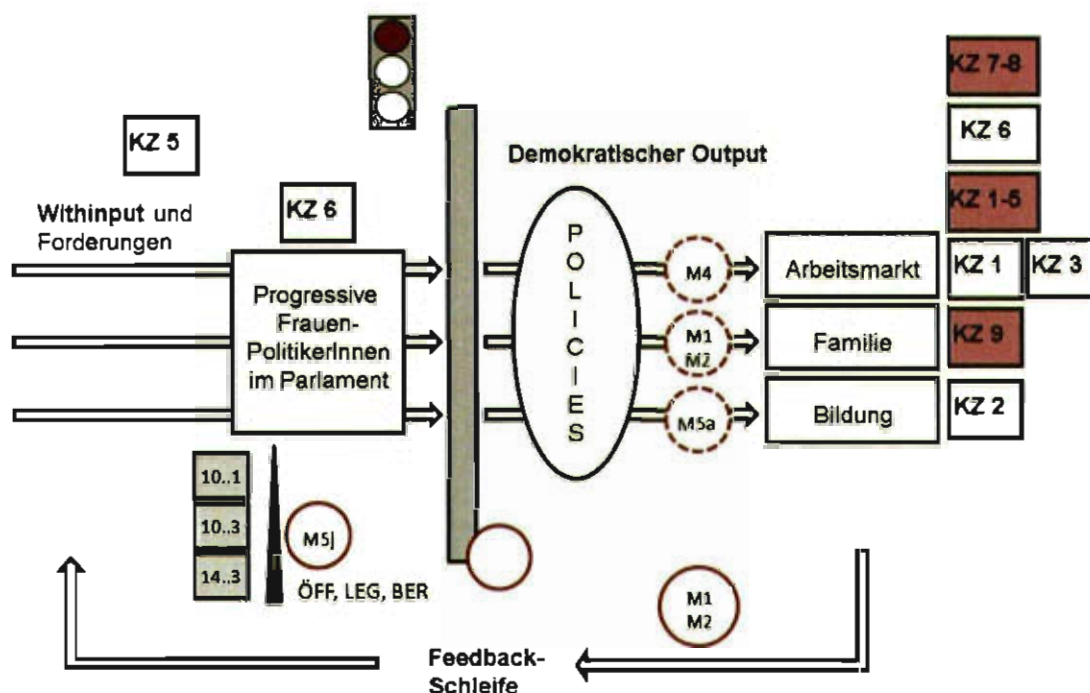 KZ 7-8
KZ 5
KZ 6
Demokratischer Output
KZ 1-5
KZ 6
Withinput und
Forderungen
P
O
L
I
C
I
E
S
Progressive
Frauen-
PolitikerInnen
im Parlament
M4
Arbeitsmarkt
KZ 1
KZ 3
M1
M2
Familie
KZ 9
M5a
Bildung
KZ 2
10..1
10..3
14..3
M5j
ÖFF, LEG, BER
M1
M2
Feedback-
Schleife